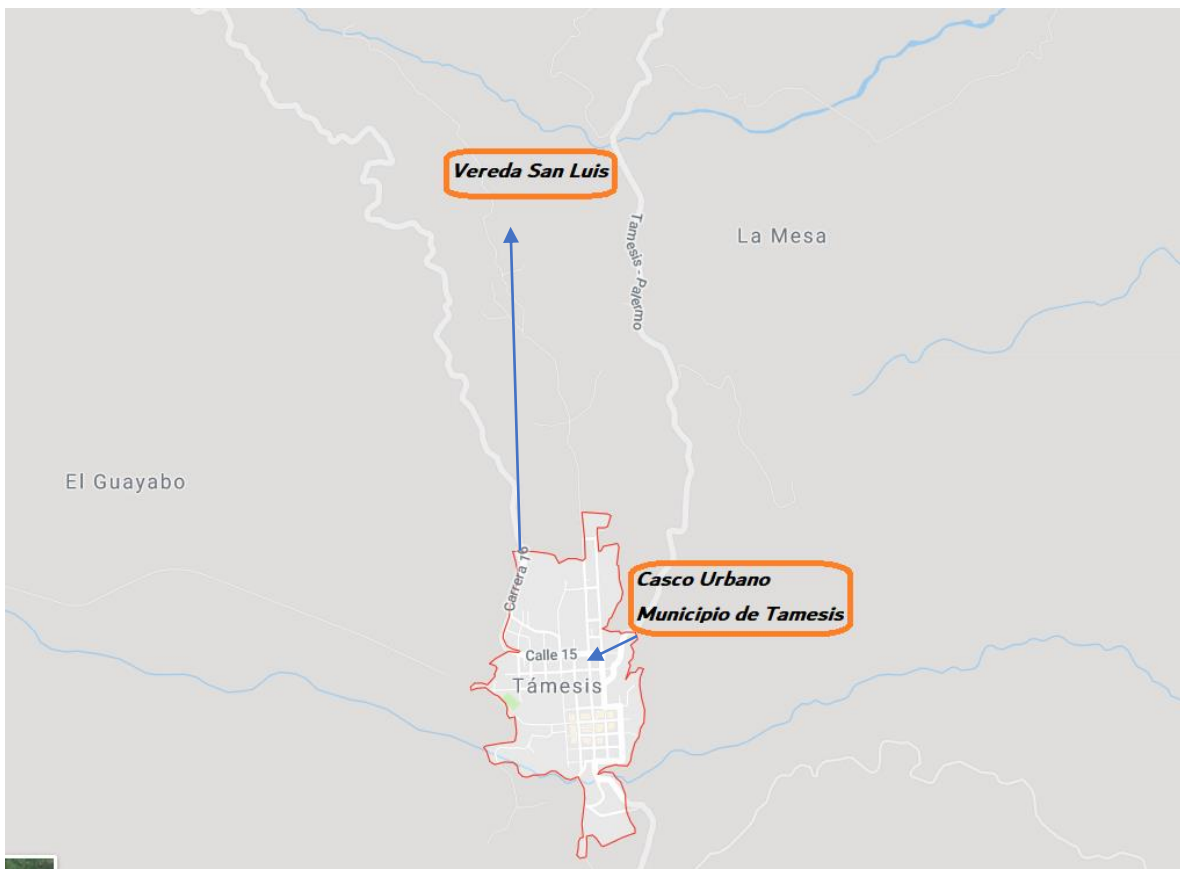 Vereda San Luis
La Mesa
Tamesis - Palermo
El Guayabo
Carrera 16
Casco Urbano
Municipio de Tamesis
Calle 15
Támesis